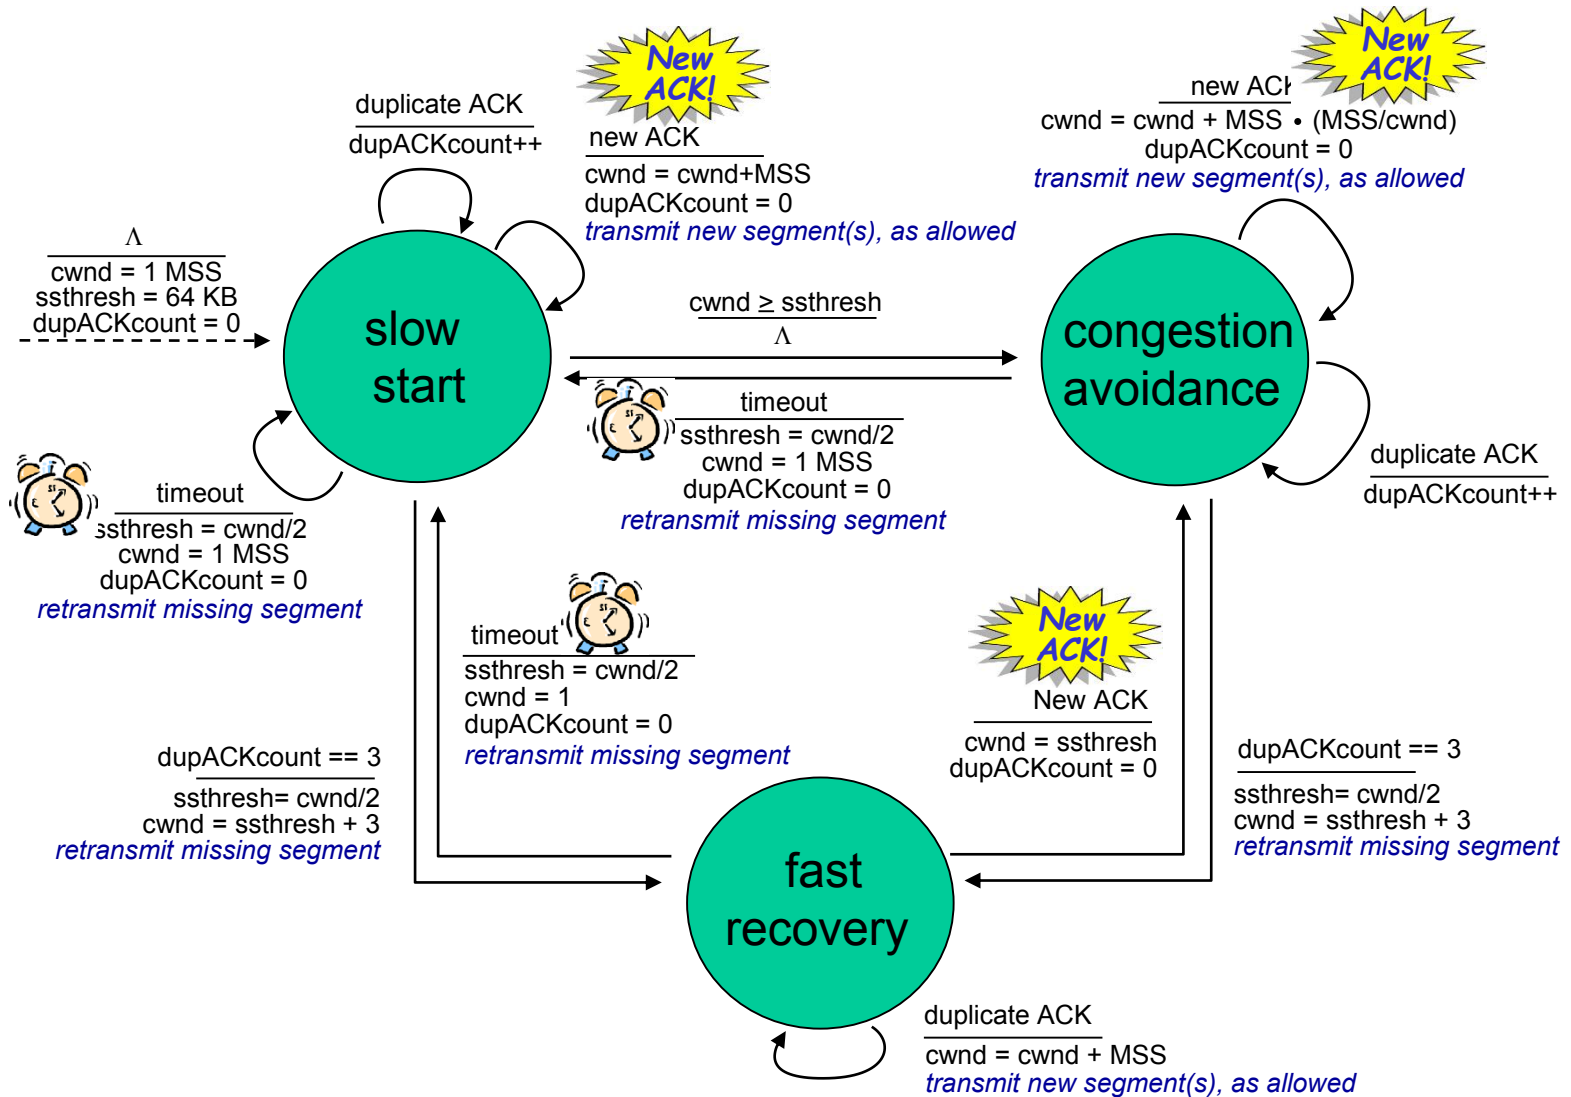 New
ACK!
new ACK
cwnd = cwnd+MSS
dupACKcount = 0
transmit new segment(s), as allowed
duplicate ACK
dupACKcount++
New
ACK!
new ACK
cwnd = cwnd + MSS • (MSS/cwnd)
dupACKcount = 0
transmit new segment(s), as allowed
Λ
cwnd = 1 MSS
ssthresh = 64 KB
dupACKcount = 0
slow
start
cwnd ≥ ssthresh
Λ
congestion
avoidance
timeout
ssthresh = cwnd/2
cwnd = 1 MSS
dupACKcount = 0
retransmit missing segment
duplicate ACK
dupACKcount++
timeout
ssthresh = cwnd/2
cwnd = 1 MSS
dupACKcount = 0
retransmit missing segment
timeout
ssthresh = cwnd/2
cwnd = 1
dupACKcount = 0
retransmit missing segment
New
ACK!
New ACK
cwnd = ssthresh
dupACKcount = 0
dupACKcount == 3
ssthresh= cwnd/2
cwnd = ssthresh + 3
retransmit missing segment
dupACKcount == 3
ssthresh= cwnd/2
cwnd = ssthresh + 3
retransmit missing segment
fast
recovery
duplicate ACK
cwnd = cwnd + MSS
transmit new segment(s), as allowed